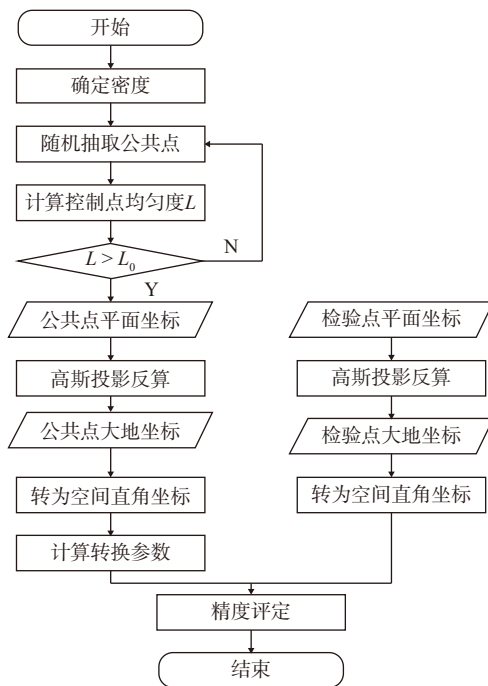 开始
确定密度
随机抽取公共点
计算控制点均匀度L
L > L₀
N
Y
公共点平面坐标
高斯投影反算
公共点大地坐标
转为空间直角坐标
计算转换参数
检验点平面坐标
高斯投影反算
检验点大地坐标
转为空间直角坐标
精度评定
结束